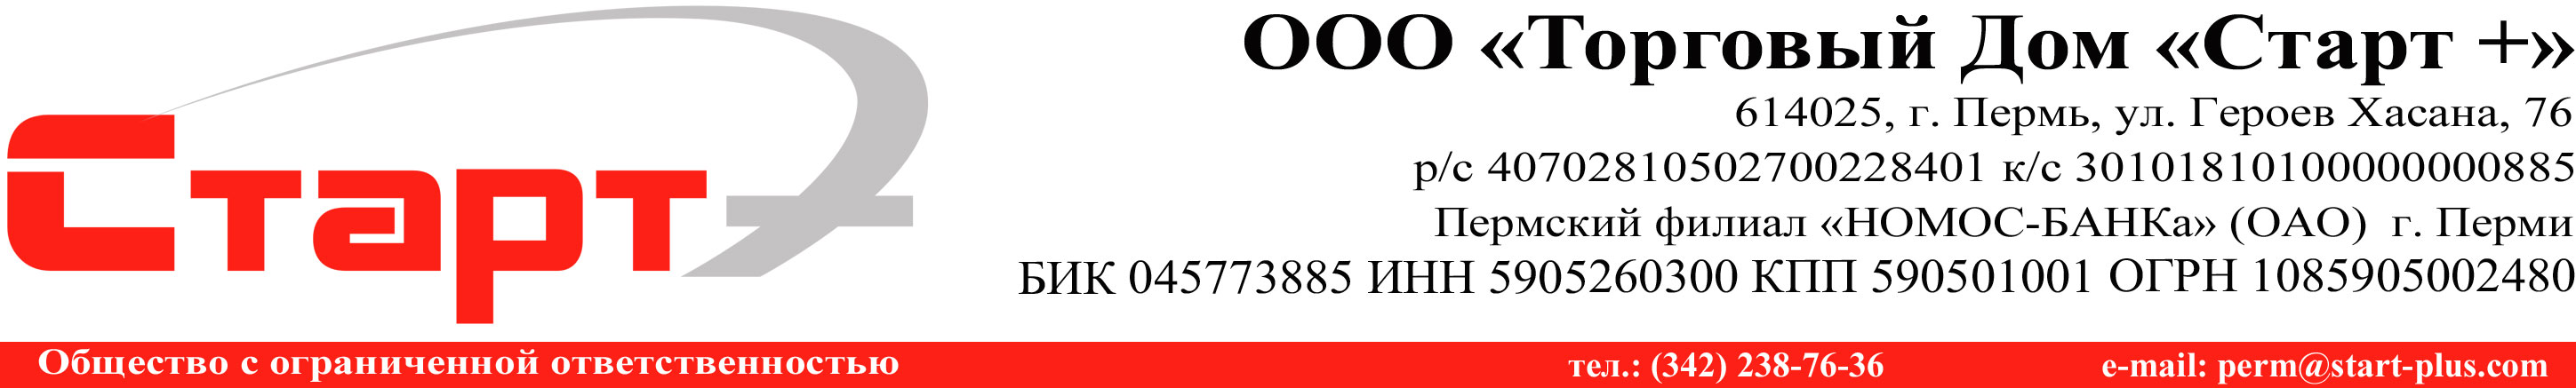 Старт
ООО «Торговый Дом «Старт +»
614025, г. Пермь, ул. Героев Хасана, 76
р/с 40702810502700228401 к/с 30101810100000000885
Пермский филиал «НОМОС-БАНКа» (ОАО) г. Перми
БИК 045773885 ИНН 5905260300 КПП 590501001 ОГРН 1085905002480
Общество с ограниченной ответственностью тел.: (342) 238-76-36 e-mail: perm@start-plus.com